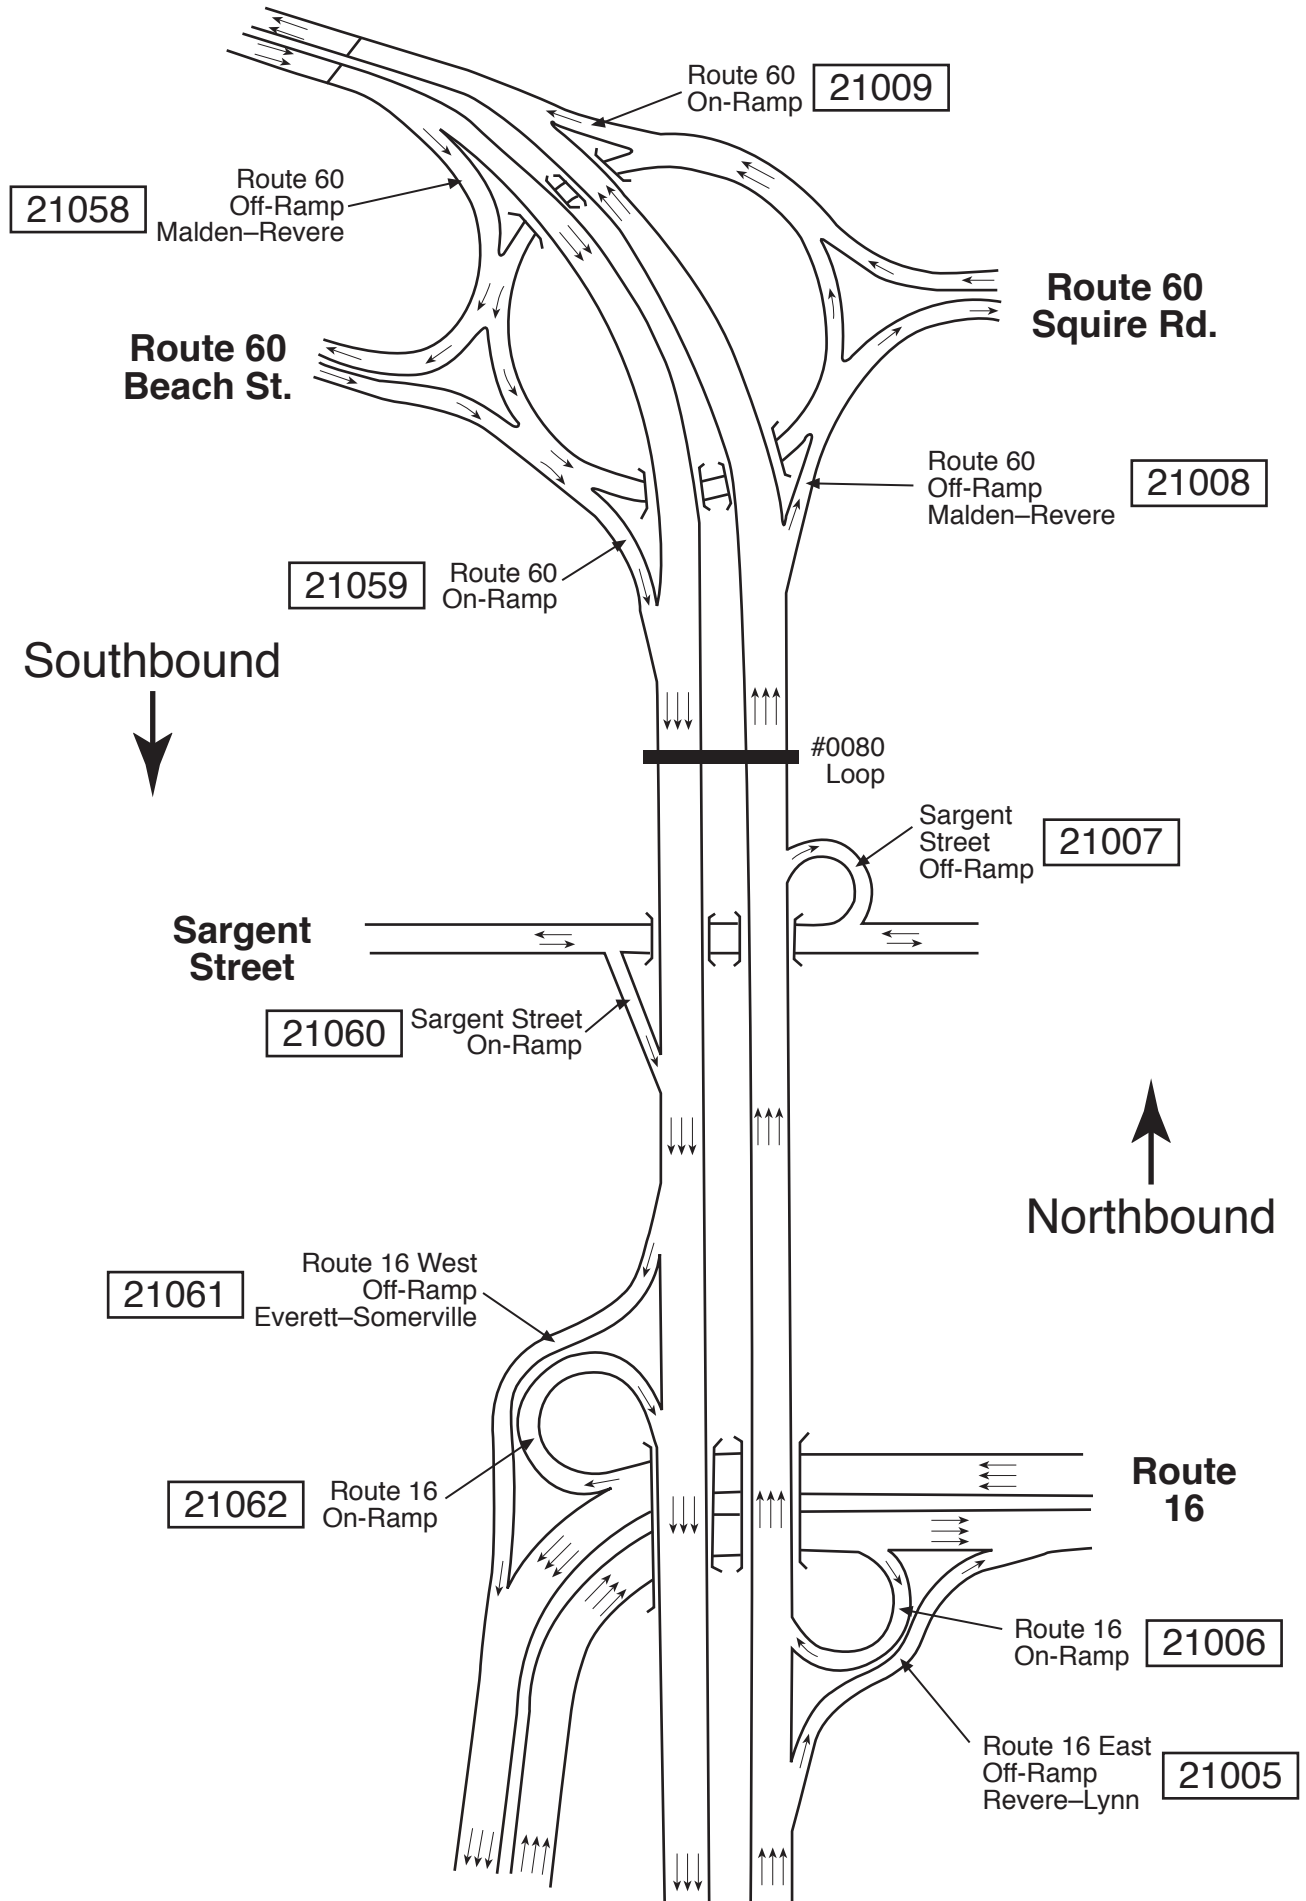 Route 60
On-Ramp
21009
21058
Route 60
Off-Ramp
Malden–Revere
Route 60
Squire Rd.
Route 60
Beach St.
Route 60
Off-Ramp
Malden–Revere
21008
21059
Route 60
On-Ramp
Southbound
#0080
Loop
Sargent
Street
Off-Ramp
21007
Sargent
Street
21060
Sargent Street
On-Ramp
Northbound
21061
Route 16 West
Off-Ramp
Everett–Somerville
Route
16
21062
Route 16
On-Ramp
Route 16
On-Ramp
21006
Route 16 East
Off-Ramp
Revere–Lynn
21005